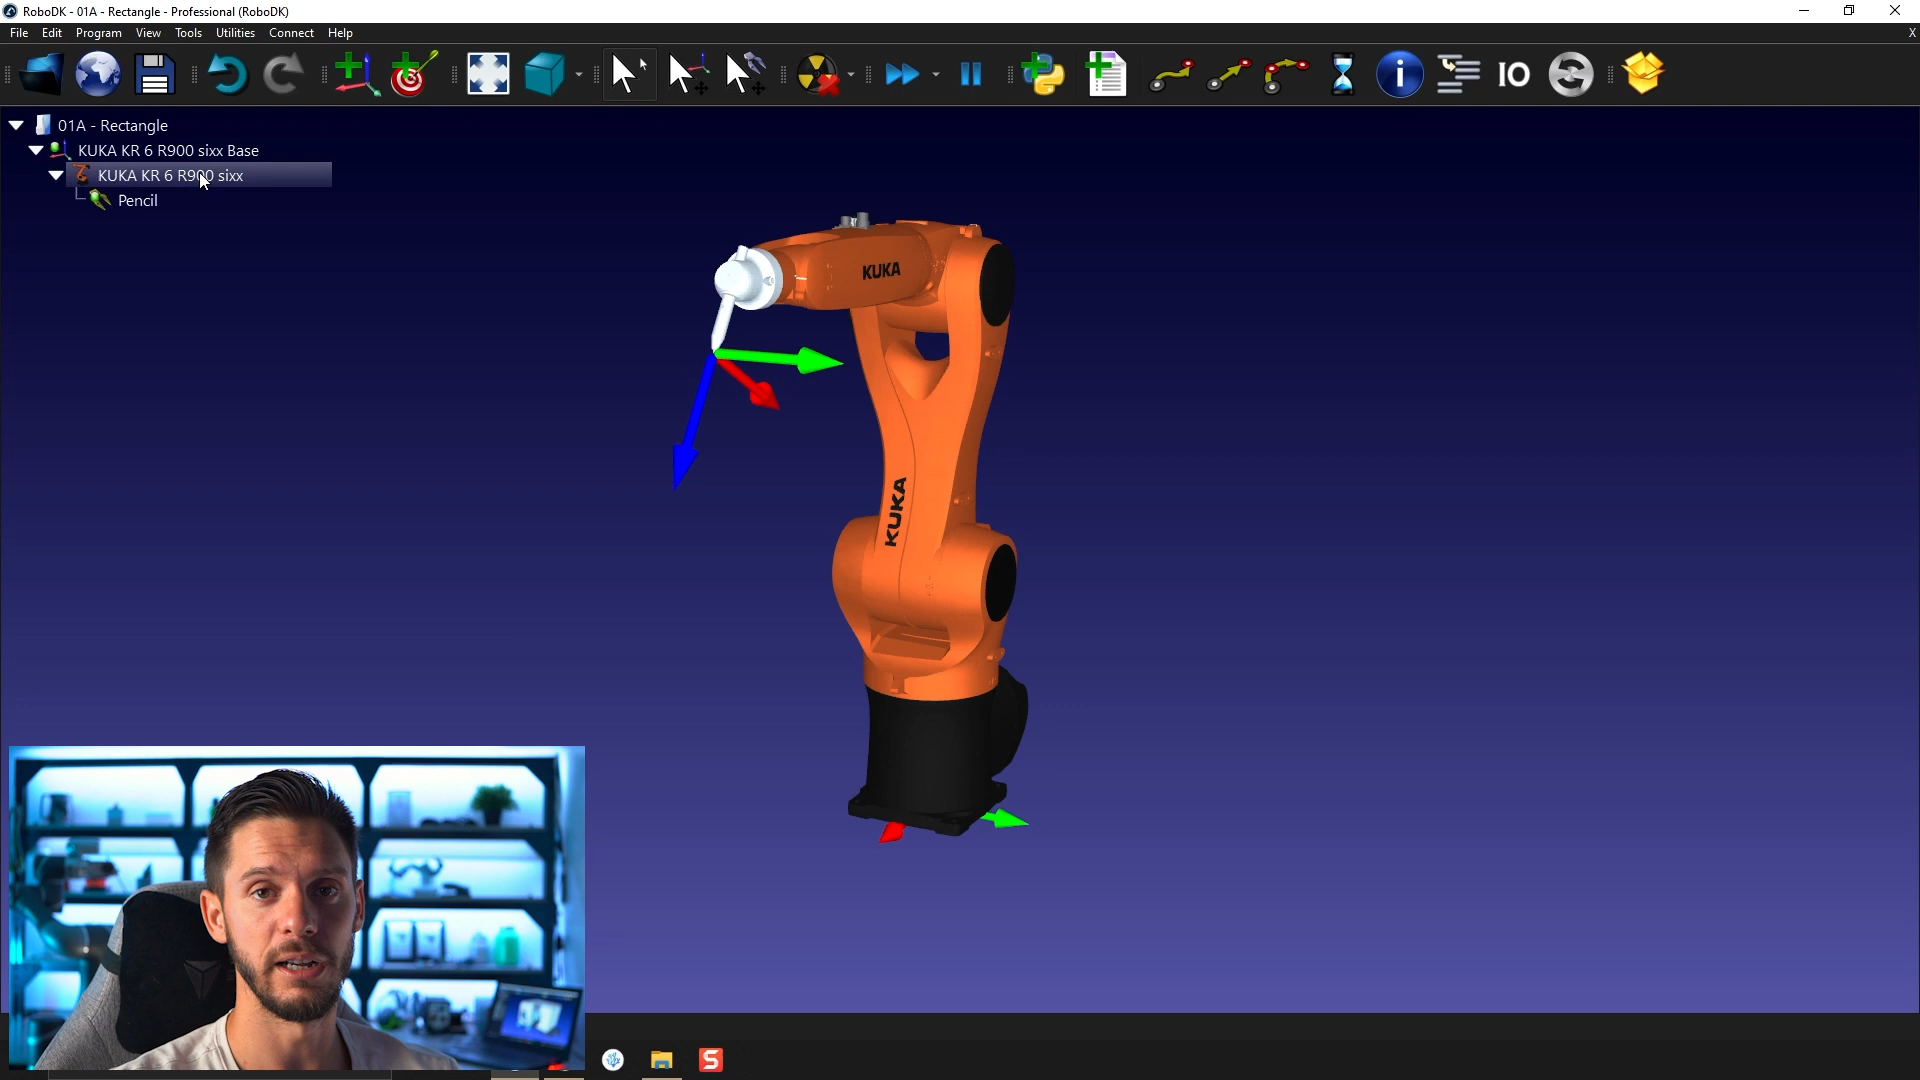 RoboDK - 01A - Rectangle - Professional (RoboDK)
File Edit Program View Tools Utilities Connect Help
X
IO
01A - Rectangle
KUKA KR 6 R900 sixx Base
KUKA KR 6 R900 sixx
Pencil
KUKA
KUKA
S